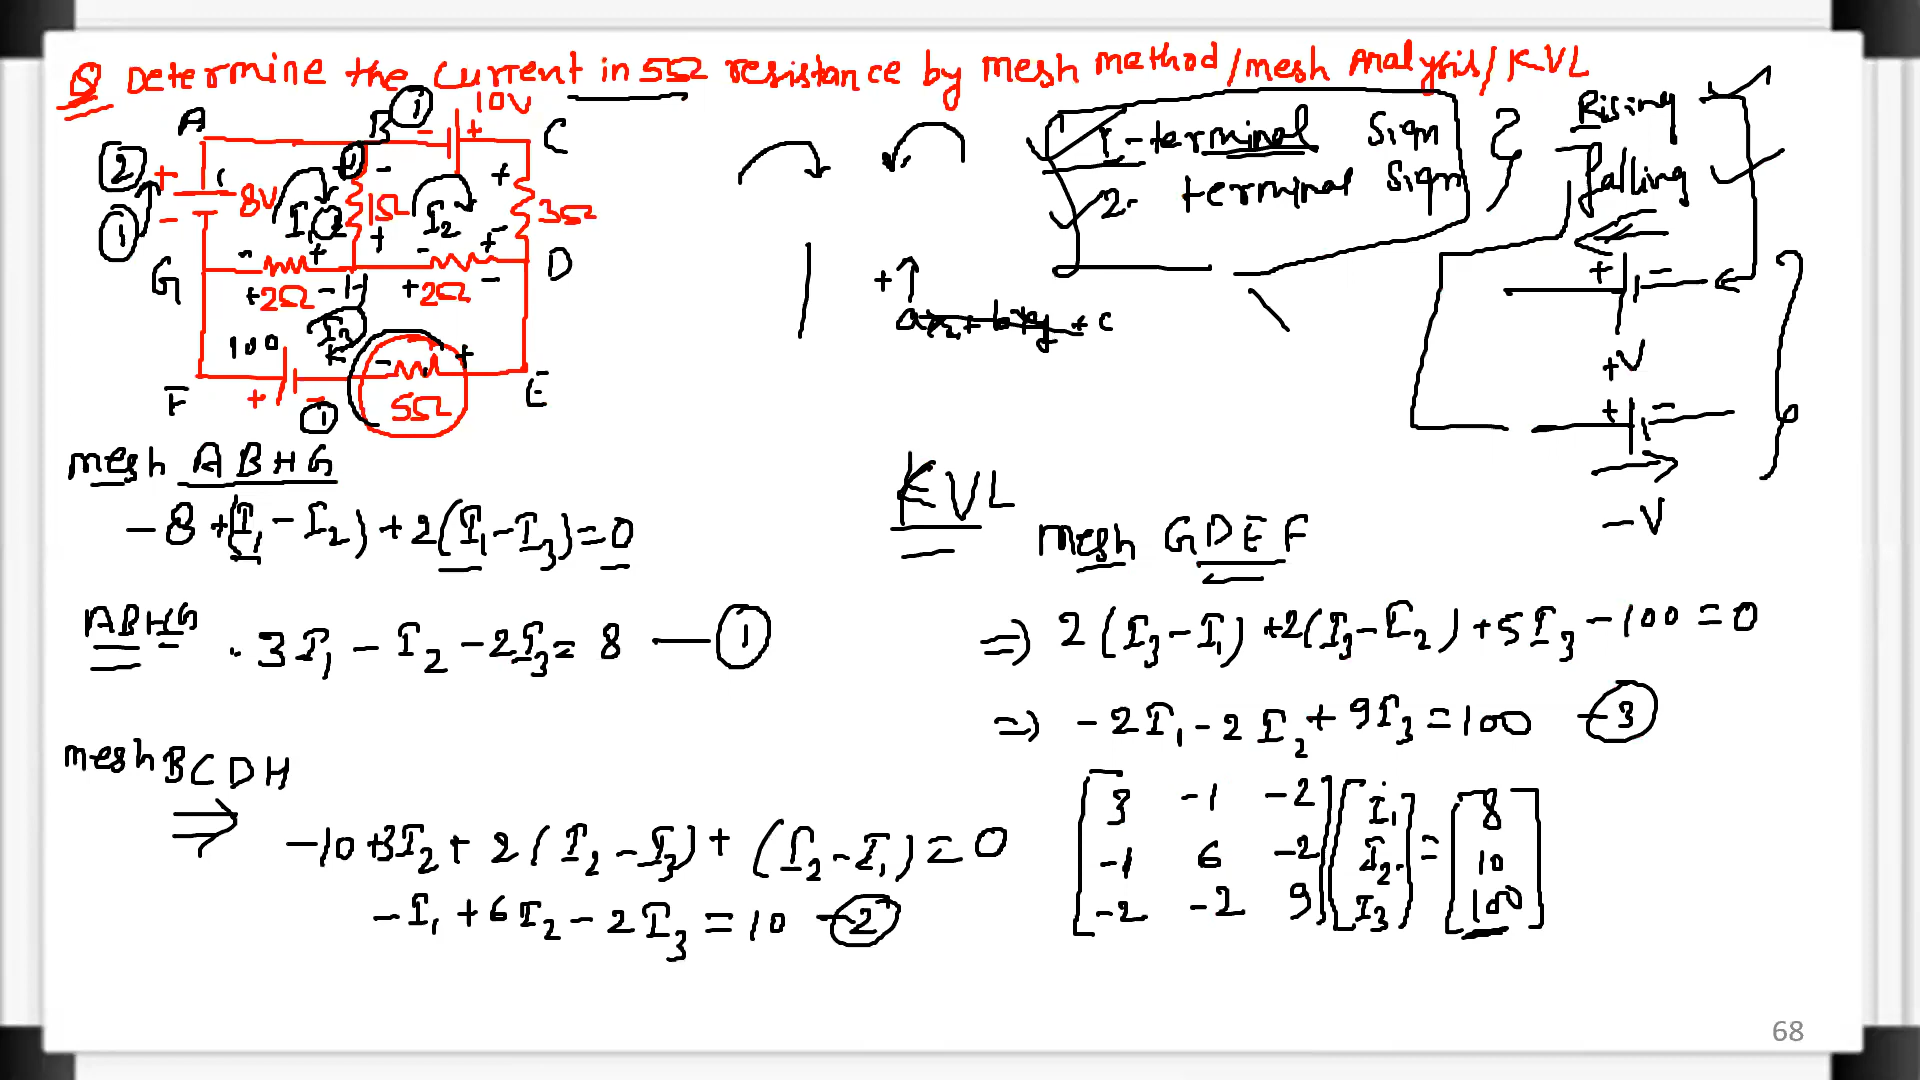 Q Determine the current in 5Ω resistance by mesh method/mesh Analysis/KVL
A B ① 10V C
② + 8V I₁ 1Ω I₂ 3Ω
①
G 2Ω H 2Ω D
100 I₃
F + - ① 5Ω E
1-terminal Sign
2- terminal Sign
Rising
falling
+ -
+V
+ -
-V
mesh ABHG
-8 + (I₁ - I₂) + 2(I₁ - I₃) = 0
ABHG 3I₁ - I₂ - 2I₃ = 8 — ①
mesh BCDH
⇒
-10 + 3I₂ + 2(I₂ - I₃) + (I₂ - I₁) = 0
-I₁ + 6I₂ - 2I₃ = 10 — ②
KVL
mesh GDEF
⇒ 2(I₃ - I₁) + 2(I₃ - I₂) + 5I₃ - 100 = 0
⇒ -2I₁ - 2I₂ + 9I₃ = 100 — ③
[3 -1 -2] [I₁] = [8]
[-1 6 -2] [I₂] = [10]
[-2 -2 9] [I₃] = [100]
68